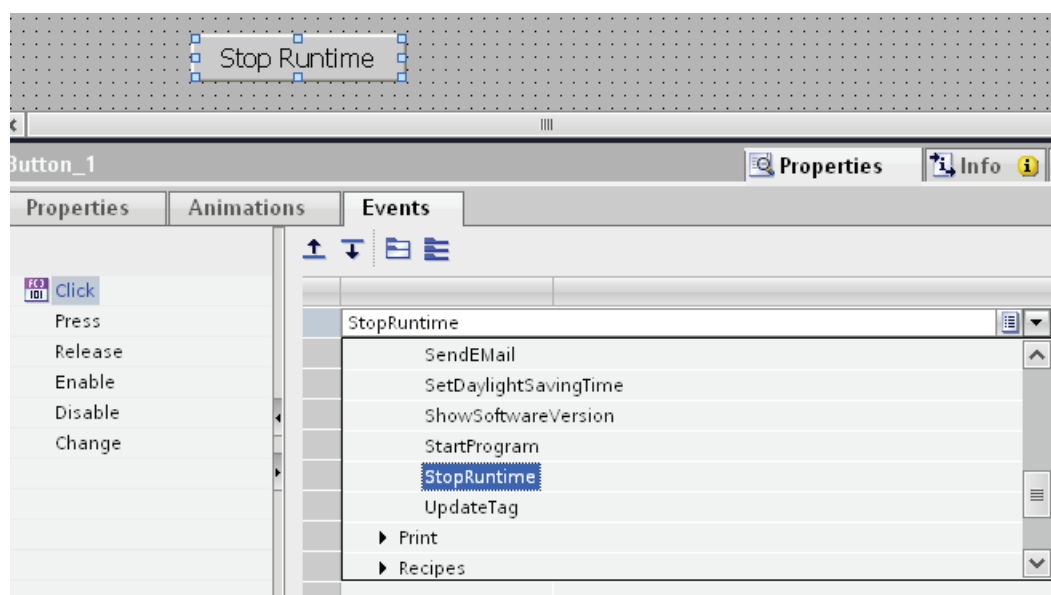 Stop Runtime
Button_1
Properties
Info
Properties
Animations
Events
Click
Press
Release
Enable
Disable
Change
StopRuntime
SendEMail
SetDaylightSavingTime
ShowSoftwareVersion
StartProgram
StopRuntime
UpdateTag
Print
Recipes